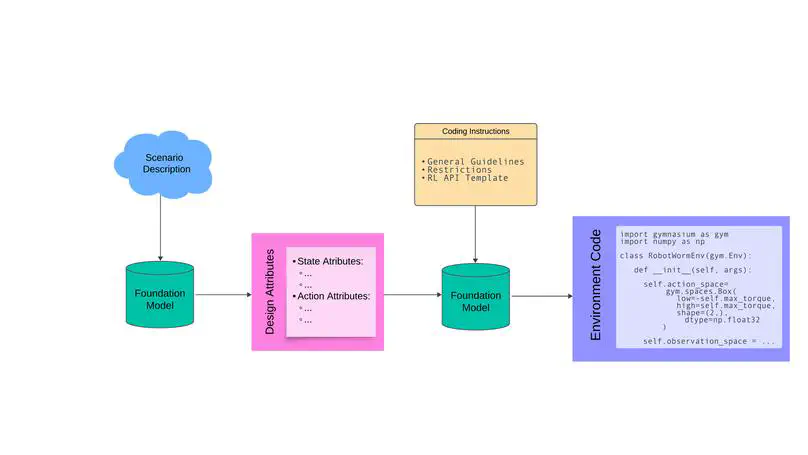 Scenario
Description
Foundation
Model
Design Attributes
•State Atributes:
◦...
◦...
•Action Attributes:
◦...
◦...
Coding Instructions
•General Guidelines
•Restrictions
•RL API Template
Foundation
Model
Environment Code
import gymnasium as gym
import numpy as np
class RobotWormEnv(gym.Env):
def __init__(self, args):
self.action_space=
gym.spaces.Box(
low=-self.max_torque,
high=self.max_torque,
shape=(2,),
dtype=np.float32
)
self.observation_space = ...